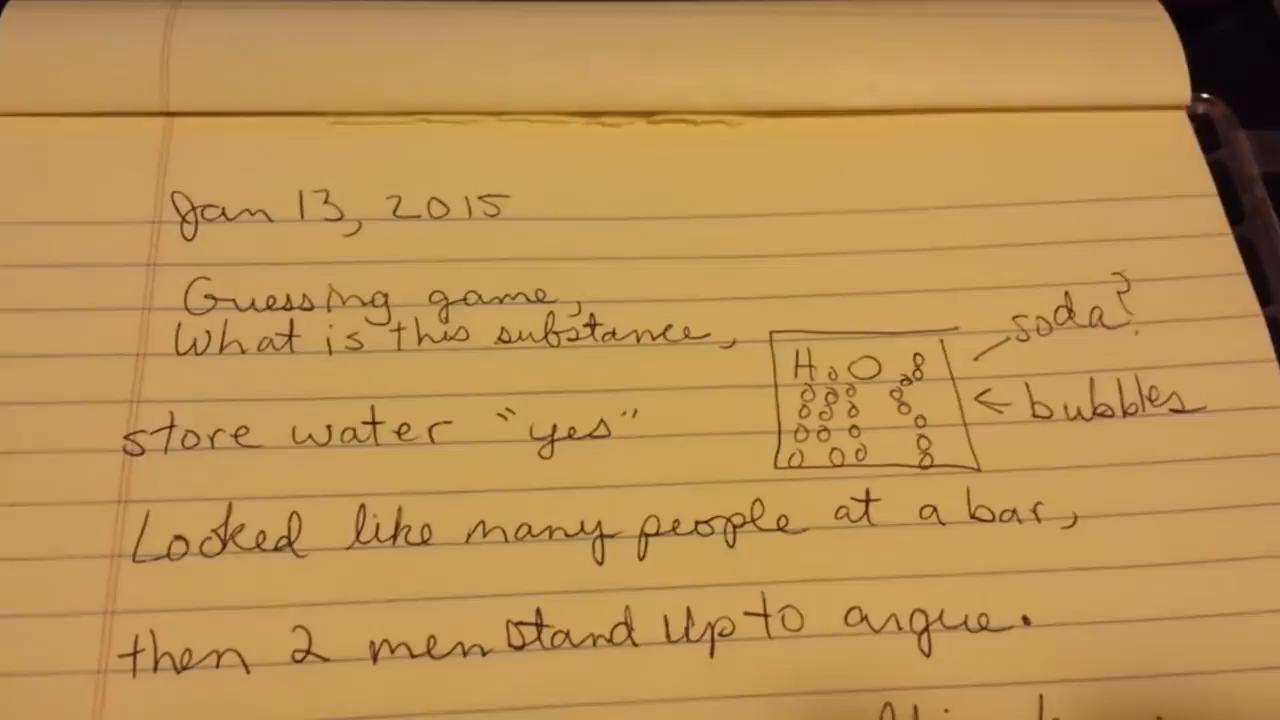 Jan 13, 2015
Guessing game,
What is this substance,
soda?
H2O
← bubbles
store water "yes"
Looked like many people at a bar,
then 2 men stand up to argue.